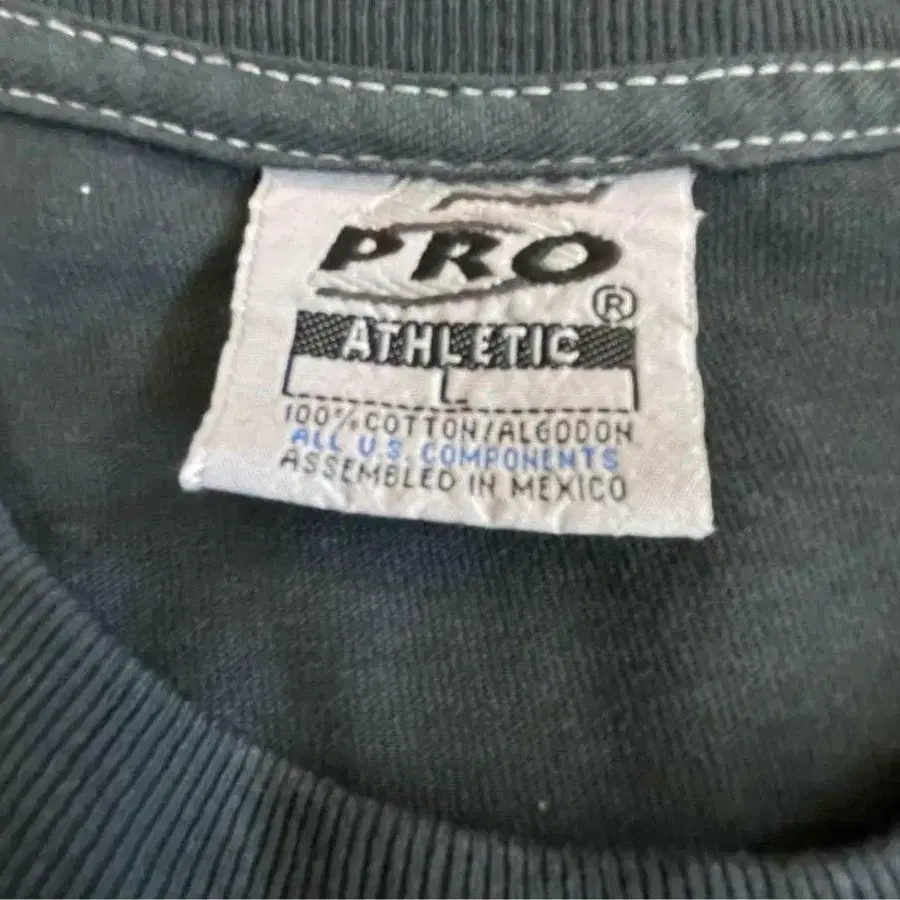 PRO
®
ATHLETIC
L
100% COTTON/ALGODON
ALL U.S. COMPONENTS
ASSEMBLED IN MEXICO